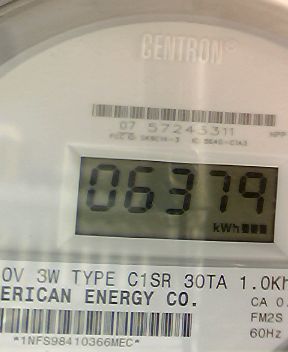 CENTRON®
07 57243311
06379
kWh
0V 3W TYPE C1SR 30TA 1.0Kh
ERICAN ENERGY CO.
CA 0.
FM2S
60Hz
*1NFS98410366MEC*